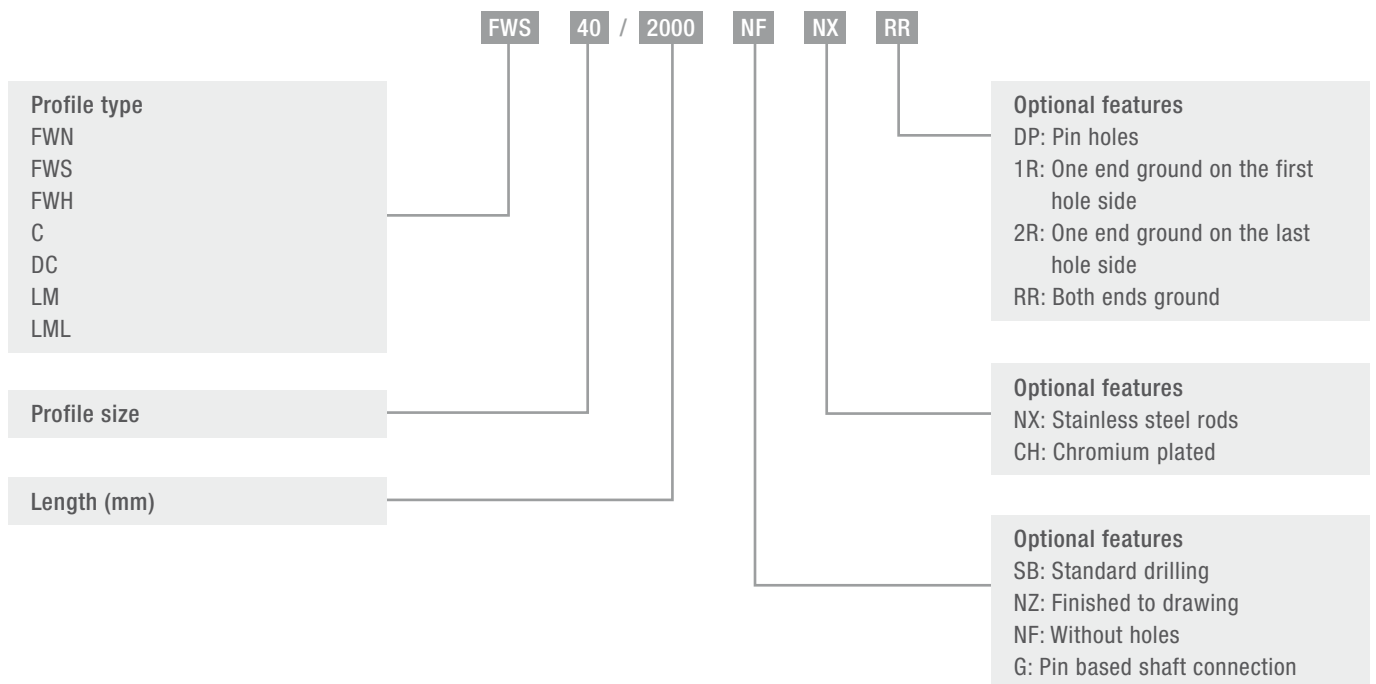 FWS 40 / 2000 NF NX RR
Profile type
FWN
FWS
FWH
C
DC
LM
LML
Profile size
Length (mm)
Optional features
DP: Pin holes
1R: One end ground on the first
hole side
2R: One end ground on the last
hole side
RR: Both ends ground
Optional features
NX: Stainless steel rods
CH: Chromium plated
Optional features
SB: Standard drilling
NZ: Finished to drawing
NF: Without holes
G: Pin based shaft connection